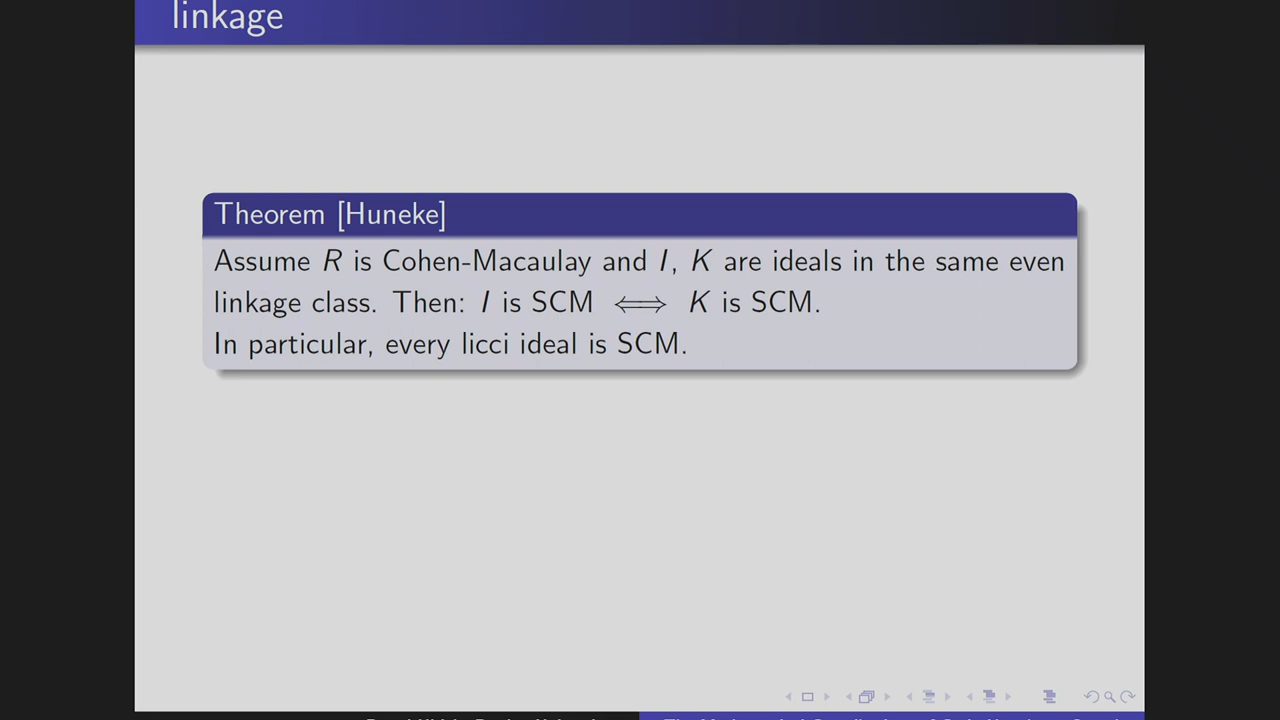 linkage
Theorem [Huneke]
Assume R is Cohen-Macaulay and I, K are ideals in the same even
linkage class. Then: I is SCM ⟺ K is SCM.
In particular, every licci ideal is SCM.